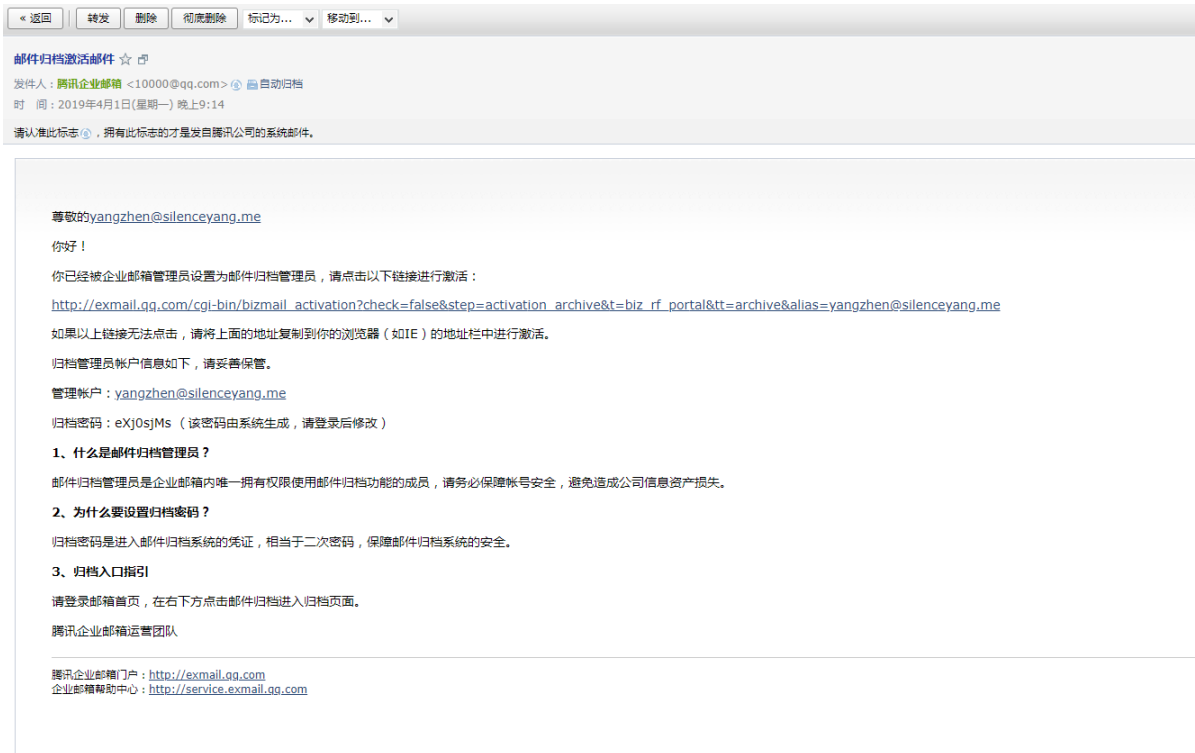 « 返回 转发 删除 彻底删除 标记为... 移动到...
邮件归档激活邮件
发件人：腾讯企业邮箱 <10000@qq.com> 自动归档
时 间：2019年4月1日(星期一) 晚上9:14
请认准此标志，拥有此标志的才是发自腾讯公司的系统邮件。
尊敬的yangzhen@silenceyang.me
你好！
你已经被企业邮箱管理员设置为邮件归档管理员，请点击以下链接进行激活：
http://exmail.qq.com/cgi-bin/bizmail_activation?check=false&step=activation_archive&t=biz_rf_portal&tt=archive&alias=yangzhen@silenceyang.me
如果以上链接无法点击，请将上面的地址复制到你的浏览器（如IE）的地址栏中进行激活。
归档管理员帐户信息如下，请妥善保管。
管理帐户：yangzhen@silenceyang.me
归档密码：eXj0sjMs （该密码由系统生成，请登录后修改）
1、什么是邮件归档管理员？
邮件归档管理员是企业邮箱内唯一拥有权限使用邮件归档功能的成员，请务必保障帐号安全，避免造成公司信息资产损失。
2、为什么要设置归档密码？
归档密码是进入邮件归档系统的凭证，相当于二次密码，保障邮件归档系统的安全。
3、归档入口指引
请登录邮箱首页，在右下方点击邮件归档进入归档页面。
腾讯企业邮箱运营团队
腾讯企业邮箱门户：http://exmail.qq.com
企业邮箱帮助中心：http://service.exmail.qq.com